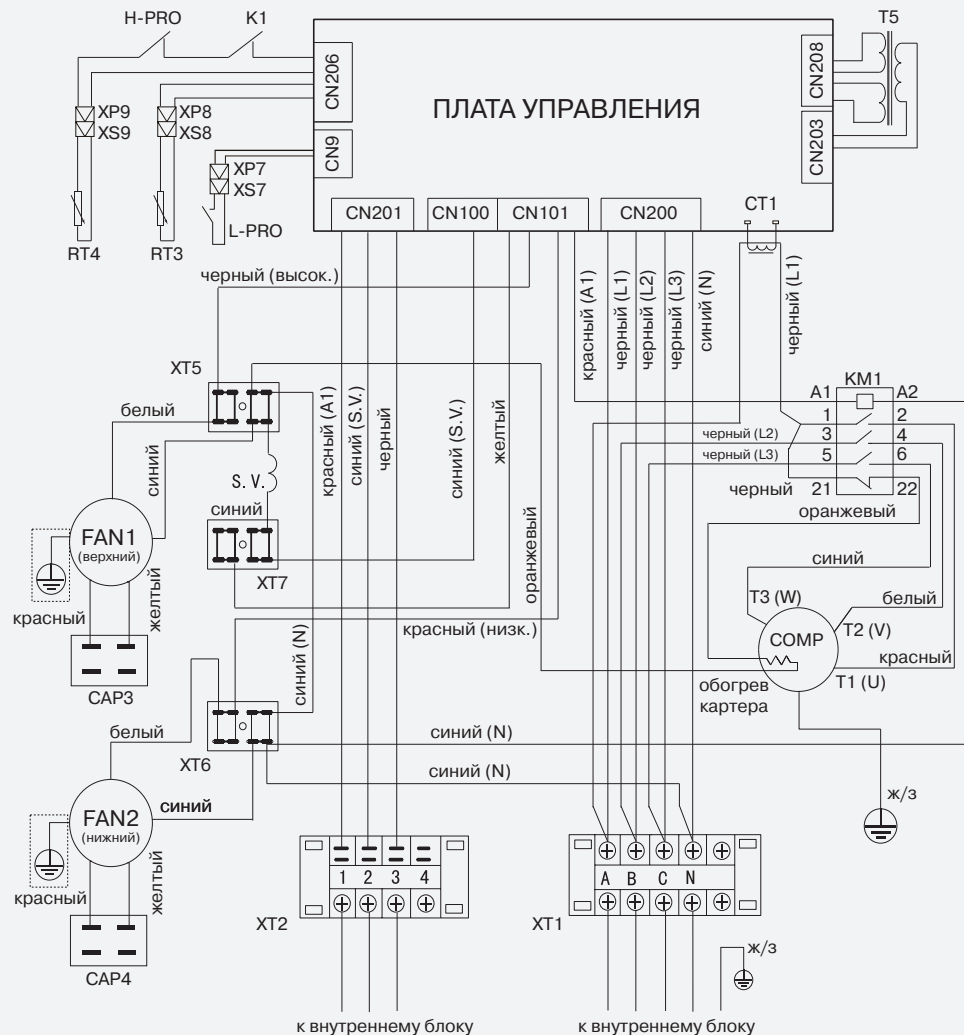 H-PRO
K1
T5
CN206
CN208
ПЛАТА УПРАВЛЕНИЯ
XP9
XS9
XP8
XS8
CN9
CN203
XP7
XS7
CT1
CN201
CN100
CN101
CN200
L-PRO
RT4
RT3
черный (высок.)
красный (A1)
черный (L1)
черный (L2)
черный (L3)
синий (N)
черный (L1)
XT5
KM1
A1
A2
белый
1
2
черный (L2)
3
4
черный (L3)
5
6
черный
21
22
оранжевый
синий
S.V.
красный (A1)
синий (S.V.)
черный
синий (S.V.)
желтый
оранжевый
синий
FAN1
(верхний)
XT7
синий
T3 (W)
белый
COMP
T2 (V)
красный
T1 (U)
обогрев
картера
красный
желтый
красный (низк.)
синий (N)
CAP3
белый
XT6
синий (N)
синий (N)
синий
FAN2
(нижний)
ж/з
красный
желтый
1
2
3
4
A
B
C
N
XT2
XT1
CAP4
ж/з
к внутреннему блоку
к внутреннему блоку